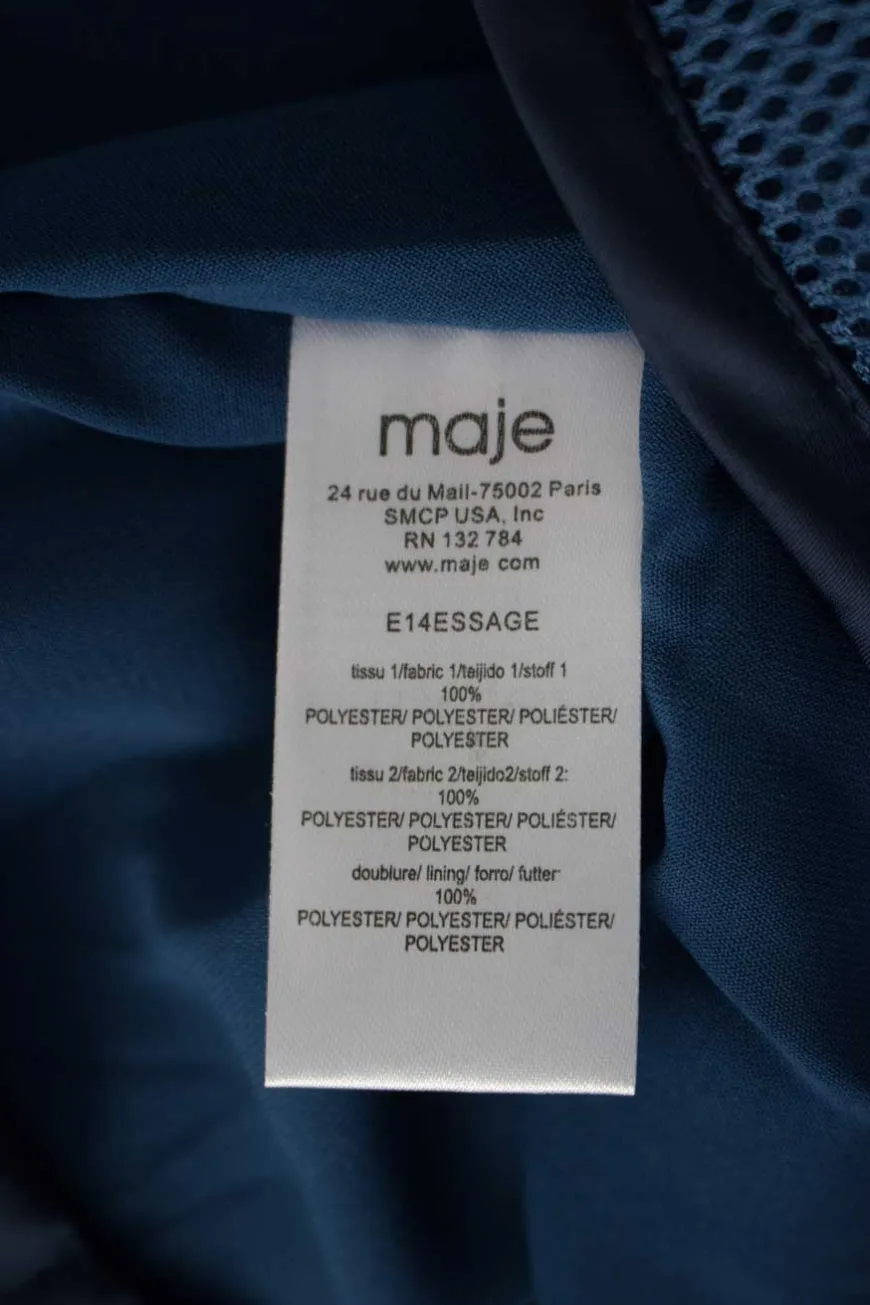 maje
24 rue du Mail-75002 Paris
SMCP USA, Inc
RN 132 784
www.maje com
E14ESSAGE
tissu 1/fabric 1/teijido 1/stoff 1
100%
POLYESTER/ POLYESTER/ POLIÉSTER/
POLYESTER
tissu 2/fabric 2/teijido2/stoff 2:
100%
POLYESTER/ POLYESTER/ POLIÉSTER/
POLYESTER
doublure/ lining/ forro/ futter
100%
POLYESTER/ POLYESTER/ POLIÉSTER/
POLYESTER